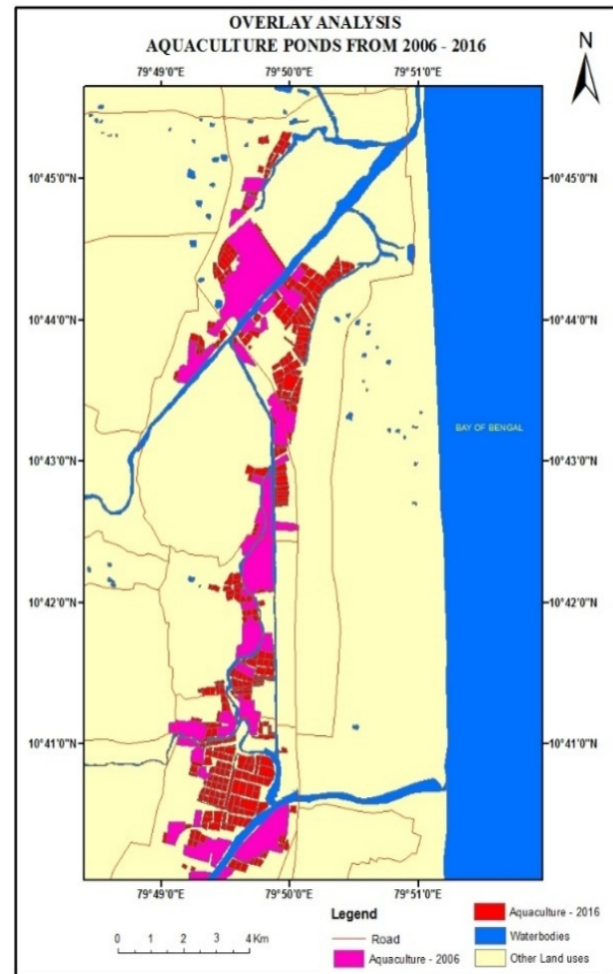 OVERLAY ANALYSIS
AQUACULTURE PONDS FROM 2006 - 2016
N
79°49'0"E 79°50'0"E 79°51'0"E
10°45'0"N 10°45'0"N
10°44'0"N 10°44'0"N
BAY OF BENGAL
10°43'0"N 10°43'0"N
10°42'0"N 10°42'0"N
10°41'0"N 10°41'0"N
79°49'0"E 79°50'0"E 79°51'0"E
Legend
0 1 2 3 4 Km
Road
Aquaculture - 2006
Aquaculture - 2016
Waterbodies
Other Land uses